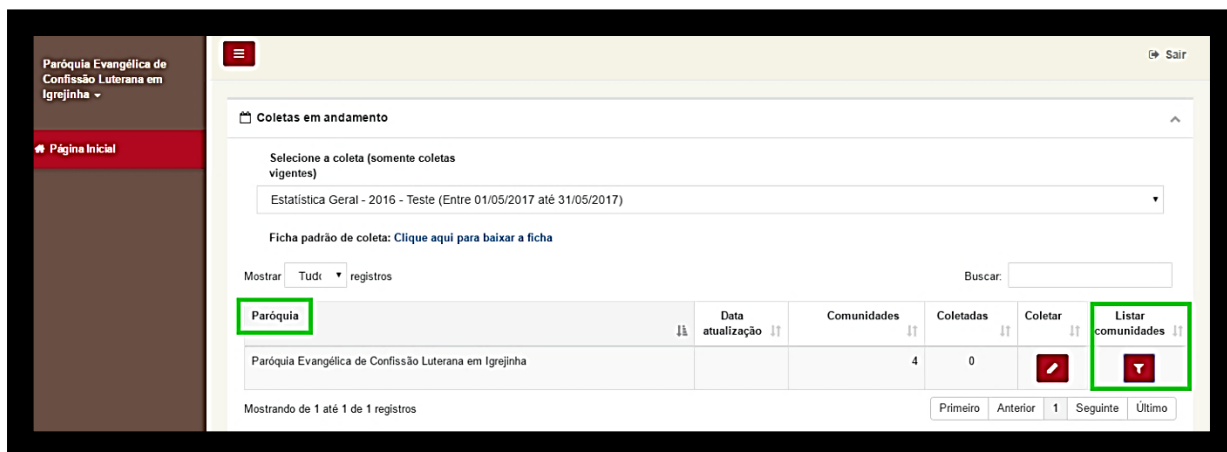 Paróquia Evangélica de
Confissão Luterana em
Igrejinha
Sair
Página Inicial
Coletas em andamento
Selecione a coleta (somente coletas
vigentes)
Estatística Geral - 2016 - Teste (Entre 01/05/2017 até 31/05/2017)
Ficha padrão de coleta: Clique aqui para baixar a ficha
Mostrar Tudo registros Buscar:
Paróquia Data atualização Comunidades Coletadas Coletar Listar comunidades
Paróquia Evangélica de Confissão Luterana em Igrejinha 4 0
Mostrando de 1 até 1 de 1 registros Primeiro Anterior 1 Seguinte Último